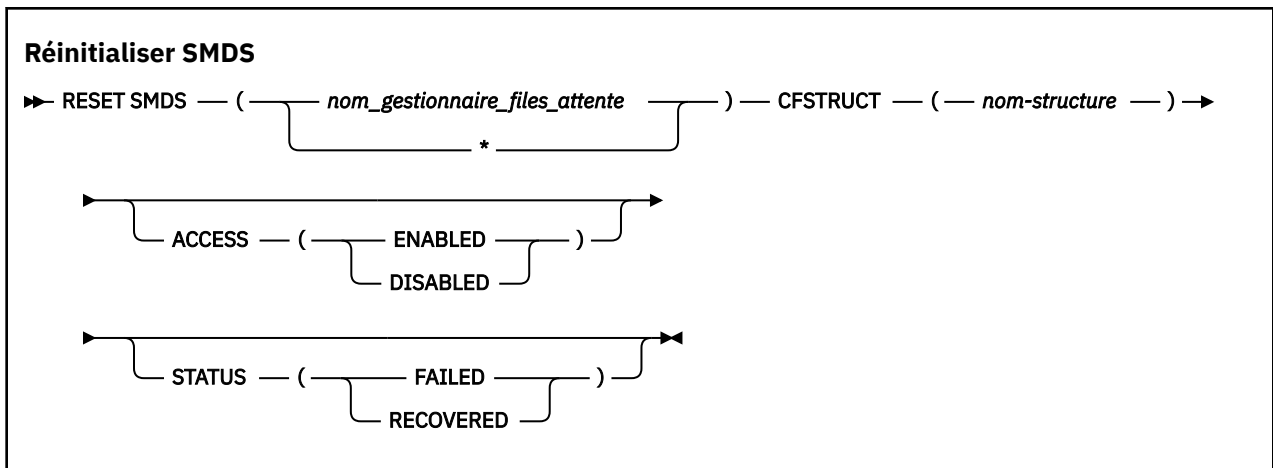 Réinitialiser SMDS
RESET SMDS ( nom_gestionnaire_files_attente ) CFSTRUCT ( nom-structure )
*
ACCESS ( ENABLED )
DISABLED
STATUS ( FAILED )
RECOVERED